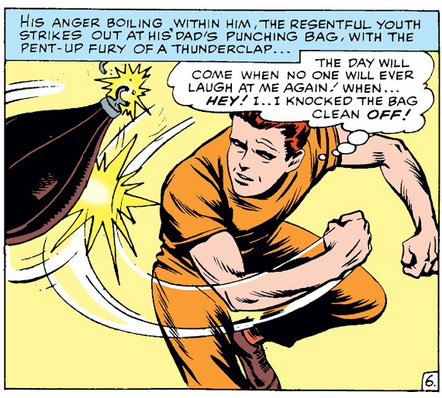 HIS ANGER BOILING WITHIN HIM, THE RESENTFUL YOUTH
STRIKES OUT AT HIS DAD'S PUNCHING BAG, WITH THE
PENT-UP FURY OF A THUNDERCLAP...
THE DAY WILL
COME WHEN NO ONE WILL EVER
LAUGH AT ME AGAIN! WHEN...
HEY! I..I KNOCKED THE BAG
CLEAN OFF!
6.